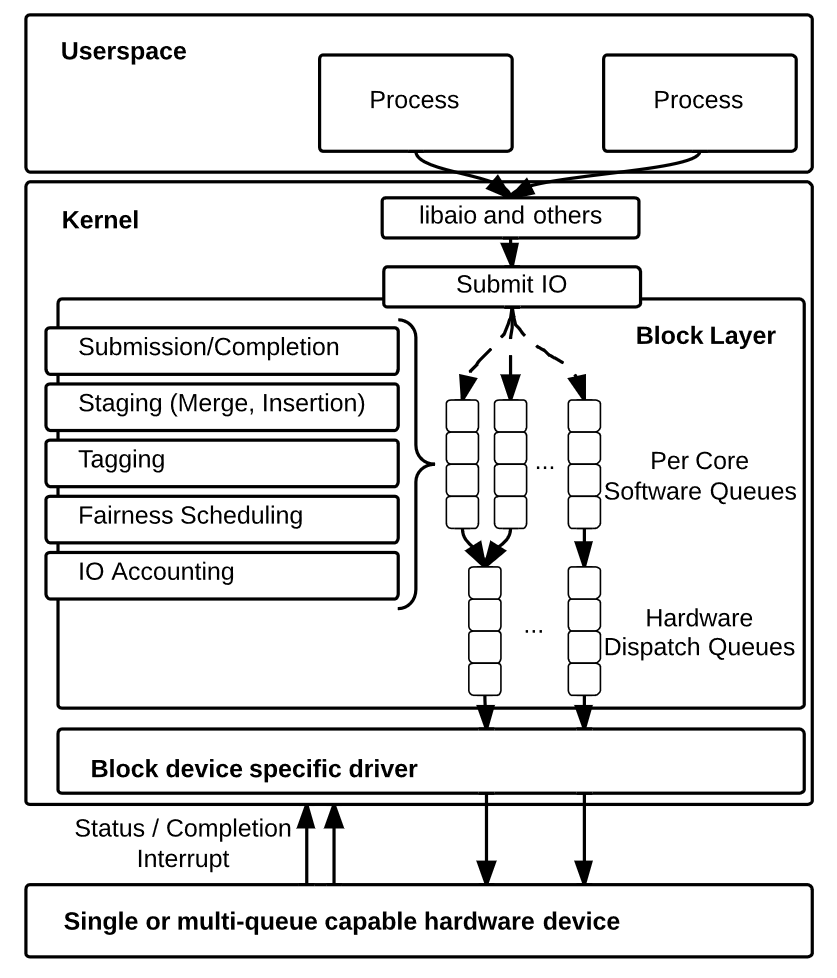 Userspace
Process
Process
Kernel
libaio and others
Submit IO
Block Layer
Submission/Completion
Staging (Merge, Insertion)
Tagging
Fairness Scheduling
IO Accounting
...
Per Core
Software Queues
...
Hardware
Dispatch Queues
Block device specific driver
Status / Completion
Interrupt
Single or multi-queue capable hardware device